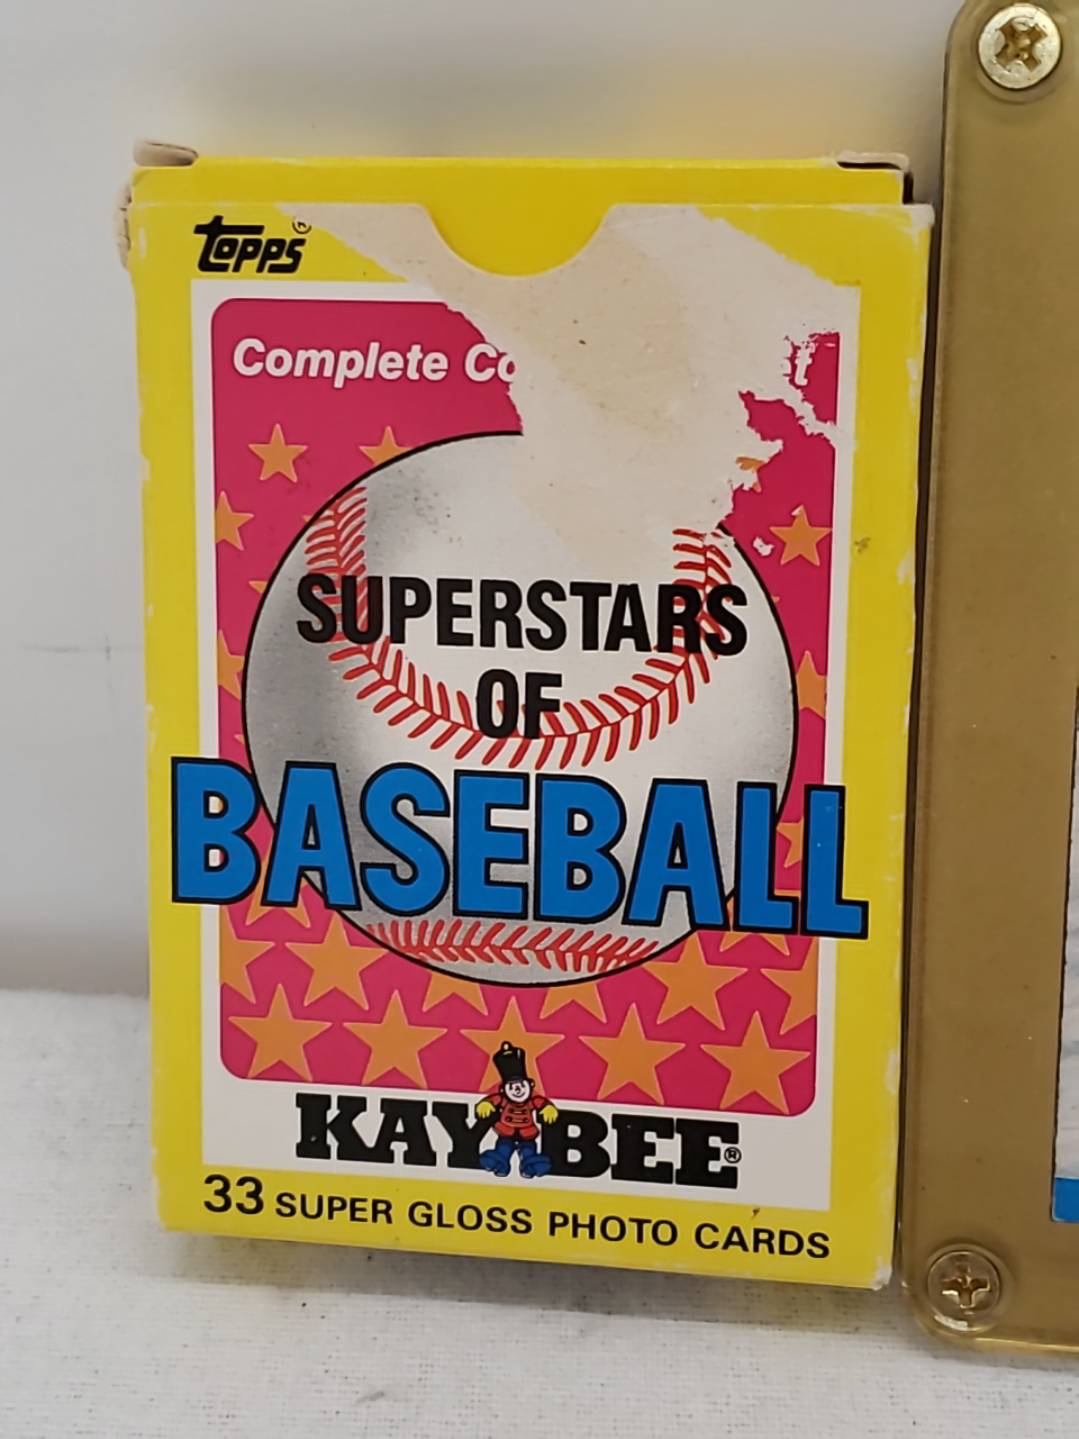 TOPPS®
Complete
SUPERSTARS
OF
BASEBALL
KAY BEE®
33 SUPER GLOSS PHOTO CARDS